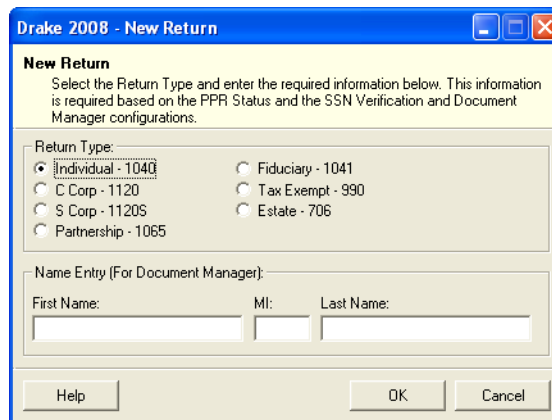 Drake 2008 - New Return
New Return
Select the Return Type and enter the required information below. This information
is required based on the PPR Status and the SSN Verification and Document
Manager configurations.
Return Type:
Individual - 1040
Fiduciary - 1041
C Corp - 1120
Tax Exempt - 990
S Corp - 1120S
Estate - 706
Partnership - 1065
Name Entry (For Document Manager):
First Name: MI: Last Name:
Help OK Cancel